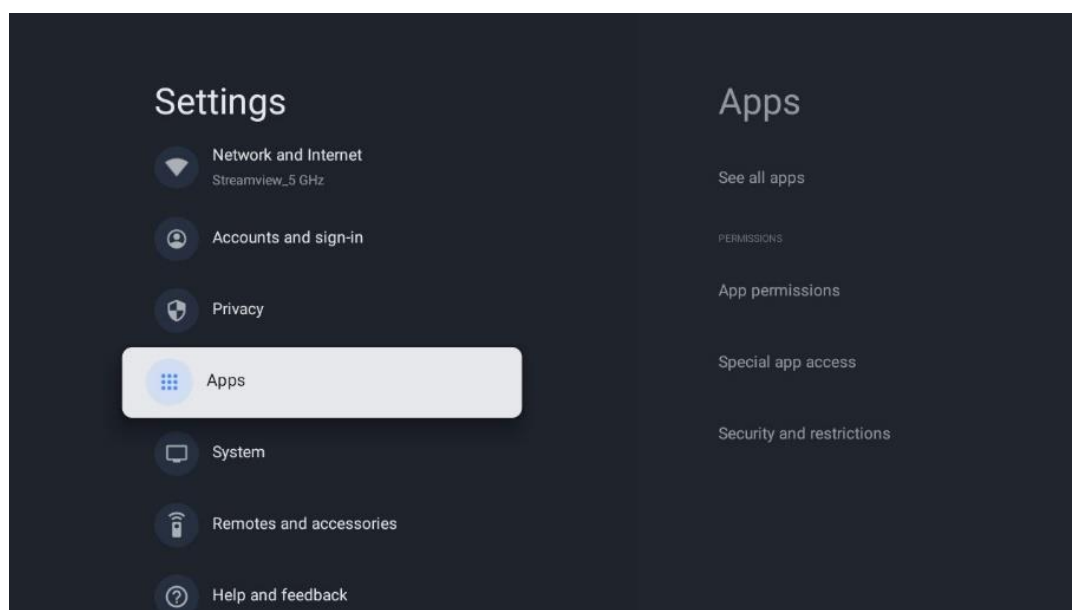 Settings
Network and Internet
Streamview_5 GHz
Accounts and sign-in
Privacy
Apps
System
Remotes and accessories
Help and feedback
Apps
See all apps
PERMISSIONS
App permissions
Special app access
Security and restrictions